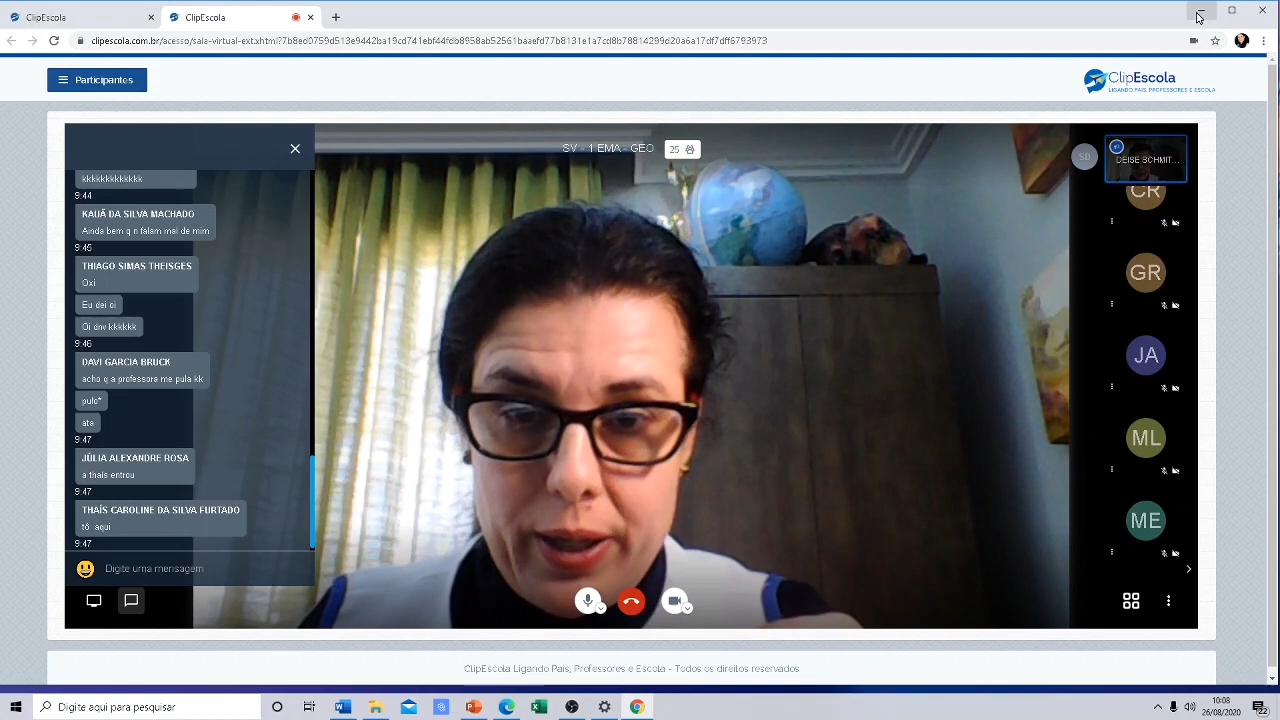 ClipEscola
ClipEscola
clipescola.com.br/acesso/sala-virtual-ext.xhtml?7b8ed0759d513e9442ba19cd741ebf44fdb8958ab52561baaefd77b8131e1a7cd8b78814299d20a6a17df7dff6793973
Participantes
ClipEscola
LIGANDO PAIS, PROFESSORES E ESCOLA
SV - 1 EMA - GEO
25
SD
DEISE SCHMIT...
kkkkkkkkkkkk
9:44
KAUÃ DA SILVA MACHADO
Ainda bem q n falam mal de mim
9:45
THIAGO SIMAS THEISGES
Oxi
Eu dei oi
Oi dnv kkkkkk
9:46
DAVI GARCIA BRUCK
acho q a professora me pula kk
pulo*
ata
9:47
JÚLIA ALEXANDRE ROSA
a thais entrou
9:47
THAÍS CAROLINE DA SILVA FURTADO
tô aqui
9:47
Digite uma mensagem
CR
GR
JA
ML
ME
ClipEscola Ligando Pais, Professores e Escola - Todos os direitos reservados
Digite aqui para pesquisar
10:08
26/08/2020
22